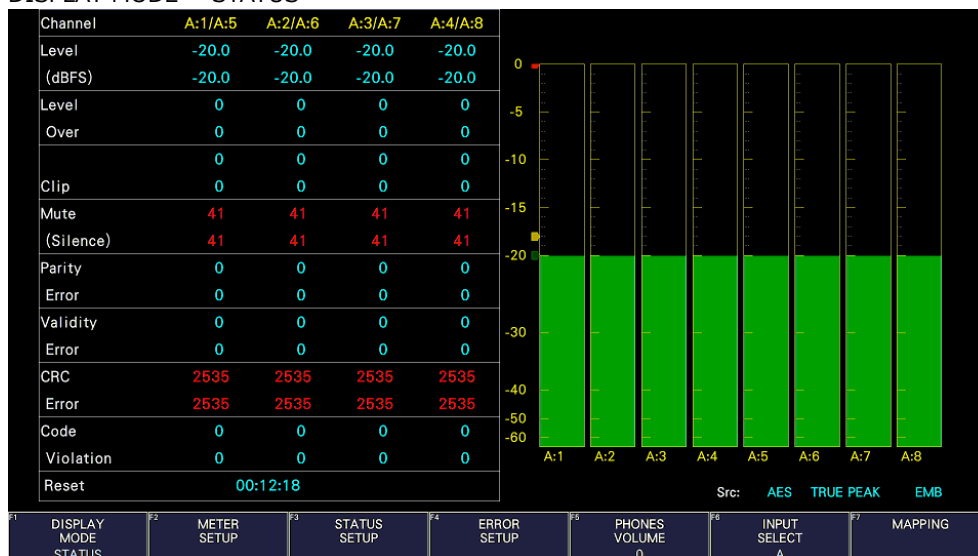 Channel A:1/A:5 A:2/A:6 A:3/A:7 A:4/A:8
Level -20.0 -20.0 -20.0 -20.0
(dBFS) -20.0 -20.0 -20.0 -20.0
Level 0 0 0 0
Over 0 0 0 0
0 0 0 0
Clip 0 0 0 0
Mute 41 41 41 41
(Silence) 41 41 41 41
Parity 0 0 0 0
Error 0 0 0 0
Validity 0 0 0 0
Error 0 0 0 0
CRC 2535 2535 2535 2535
Error 2535 2535 2535 2535
Code 0 0 0 0
Violation 0 0 0 0
Reset 00:12:18
0
-5
-10
-15
-20
-30
-40
-50
-60
A:1 A:2 A:3 A:4 A:5 A:6 A:7 A:8
Src: AES TRUE PEAK EMB
F1 DISPLAY MODE STATUS
F2 METER SETUP
F3 STATUS SETUP
F4 ERROR SETUP
F5 PHONES VOLUME 0
F6 INPUT SELECT A
F7 MAPPING